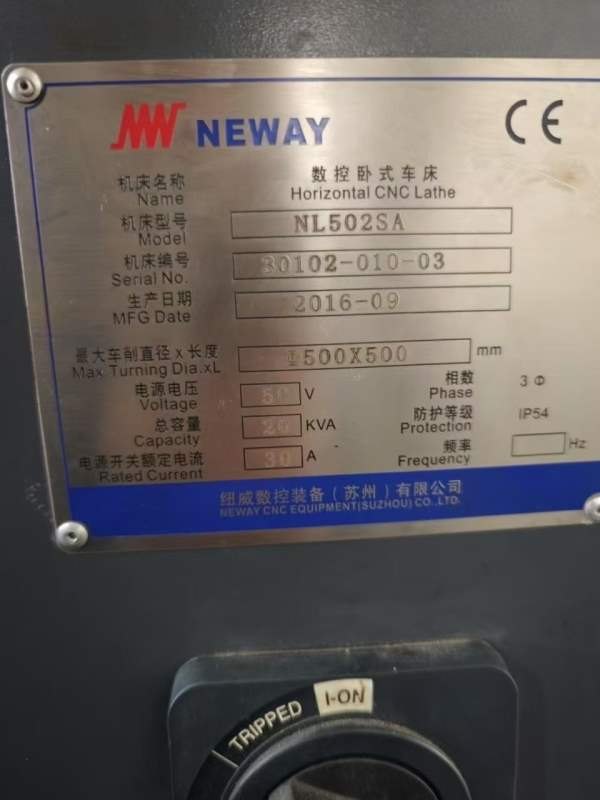 NEWAY CE
机床名称 数控卧式车床
Name Horizontal CNC Lathe
机床型号 NL502SA
Model
机床编号 30102-010-03
Serial No.
生产日期 2016-09
MFG Date
最大车削直径x长度 Φ500X500 mm
Max Turning Dia.xL
电源电压 50 V 相数 3Φ
Voltage Phase
总容量 KVA 防护等级 IP54
Capacity Protection
电源开关额定电流 30 A 频率 Hz
Rated Current Frequency
纽威数控装备（苏州）有限公司
NEWAY CNC EQUIPMENT(SUZHOU) CO.,LTD.
TRIPPED I-ON